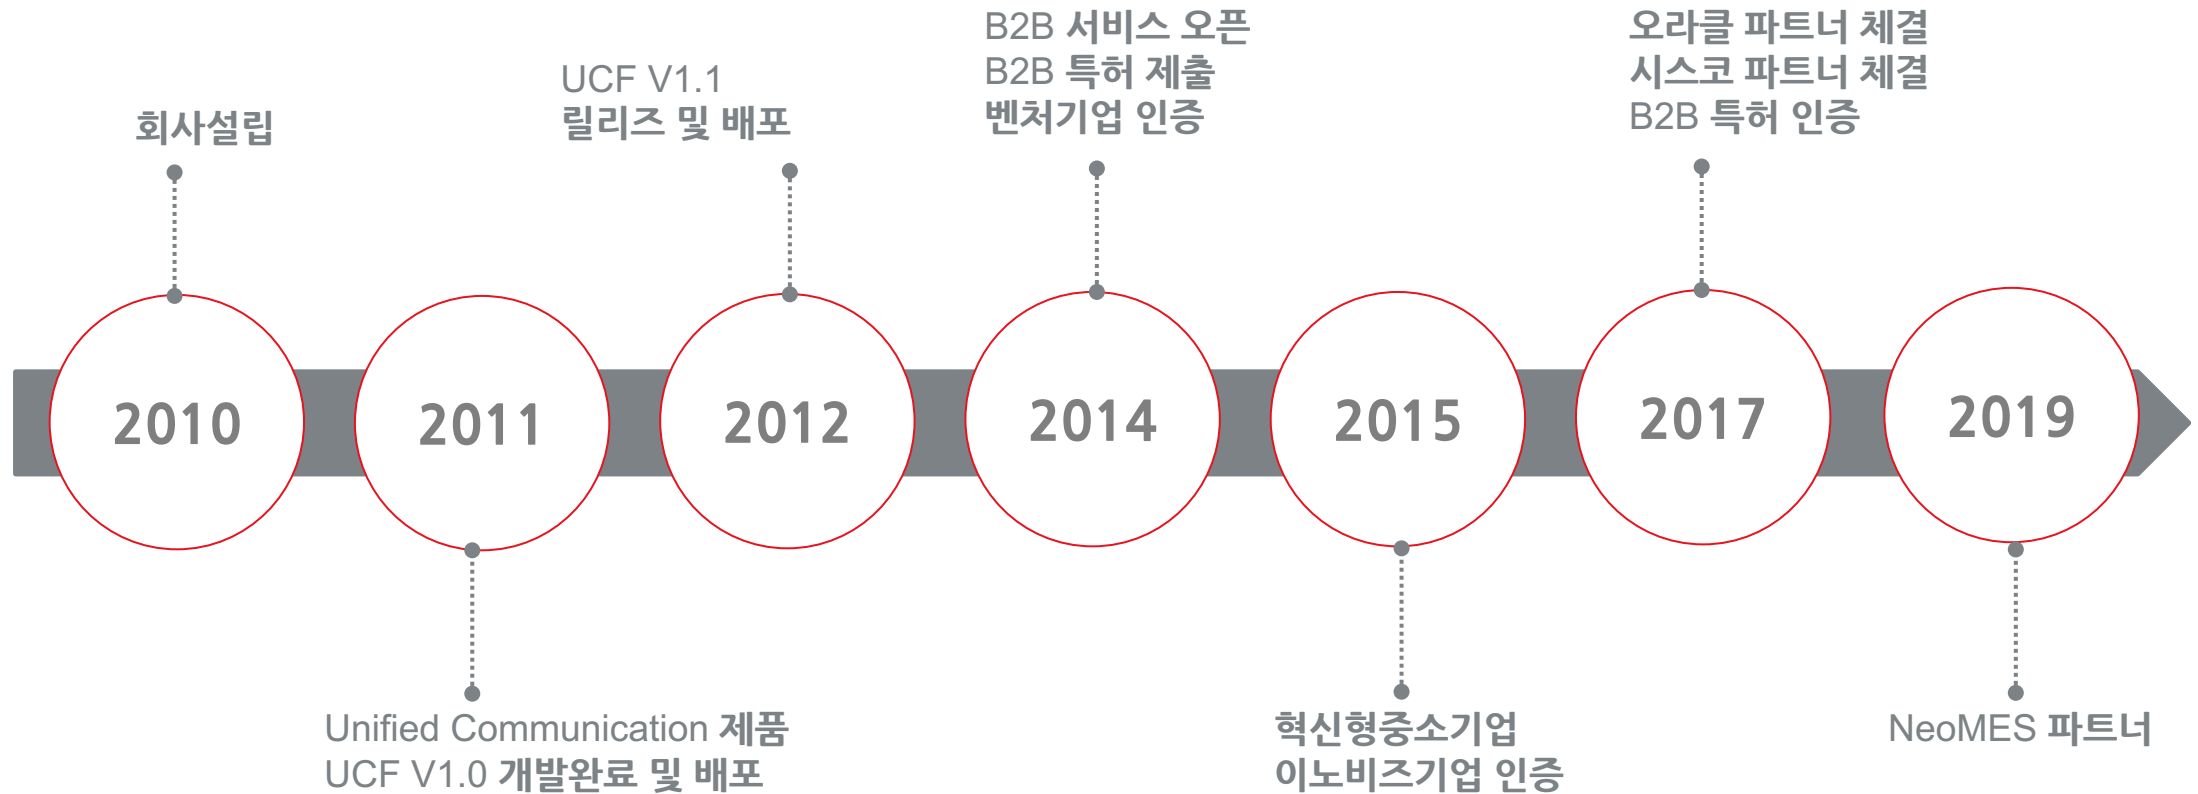 회사설립
UCF V1.1
릴리즈 및 배포
B2B 서비스 오픈
B2B 특허 제출
벤처기업 인증
오라클 파트너 체결
시스코 파트너 체결
B2B 특허 인증
2010
2011
2012
2014
2015
2017
2019
Unified Communication 제품
UCF V1.0 개발완료 및 배포
혁신형중소기업
이노비즈기업 인증
NeoMES 파트너